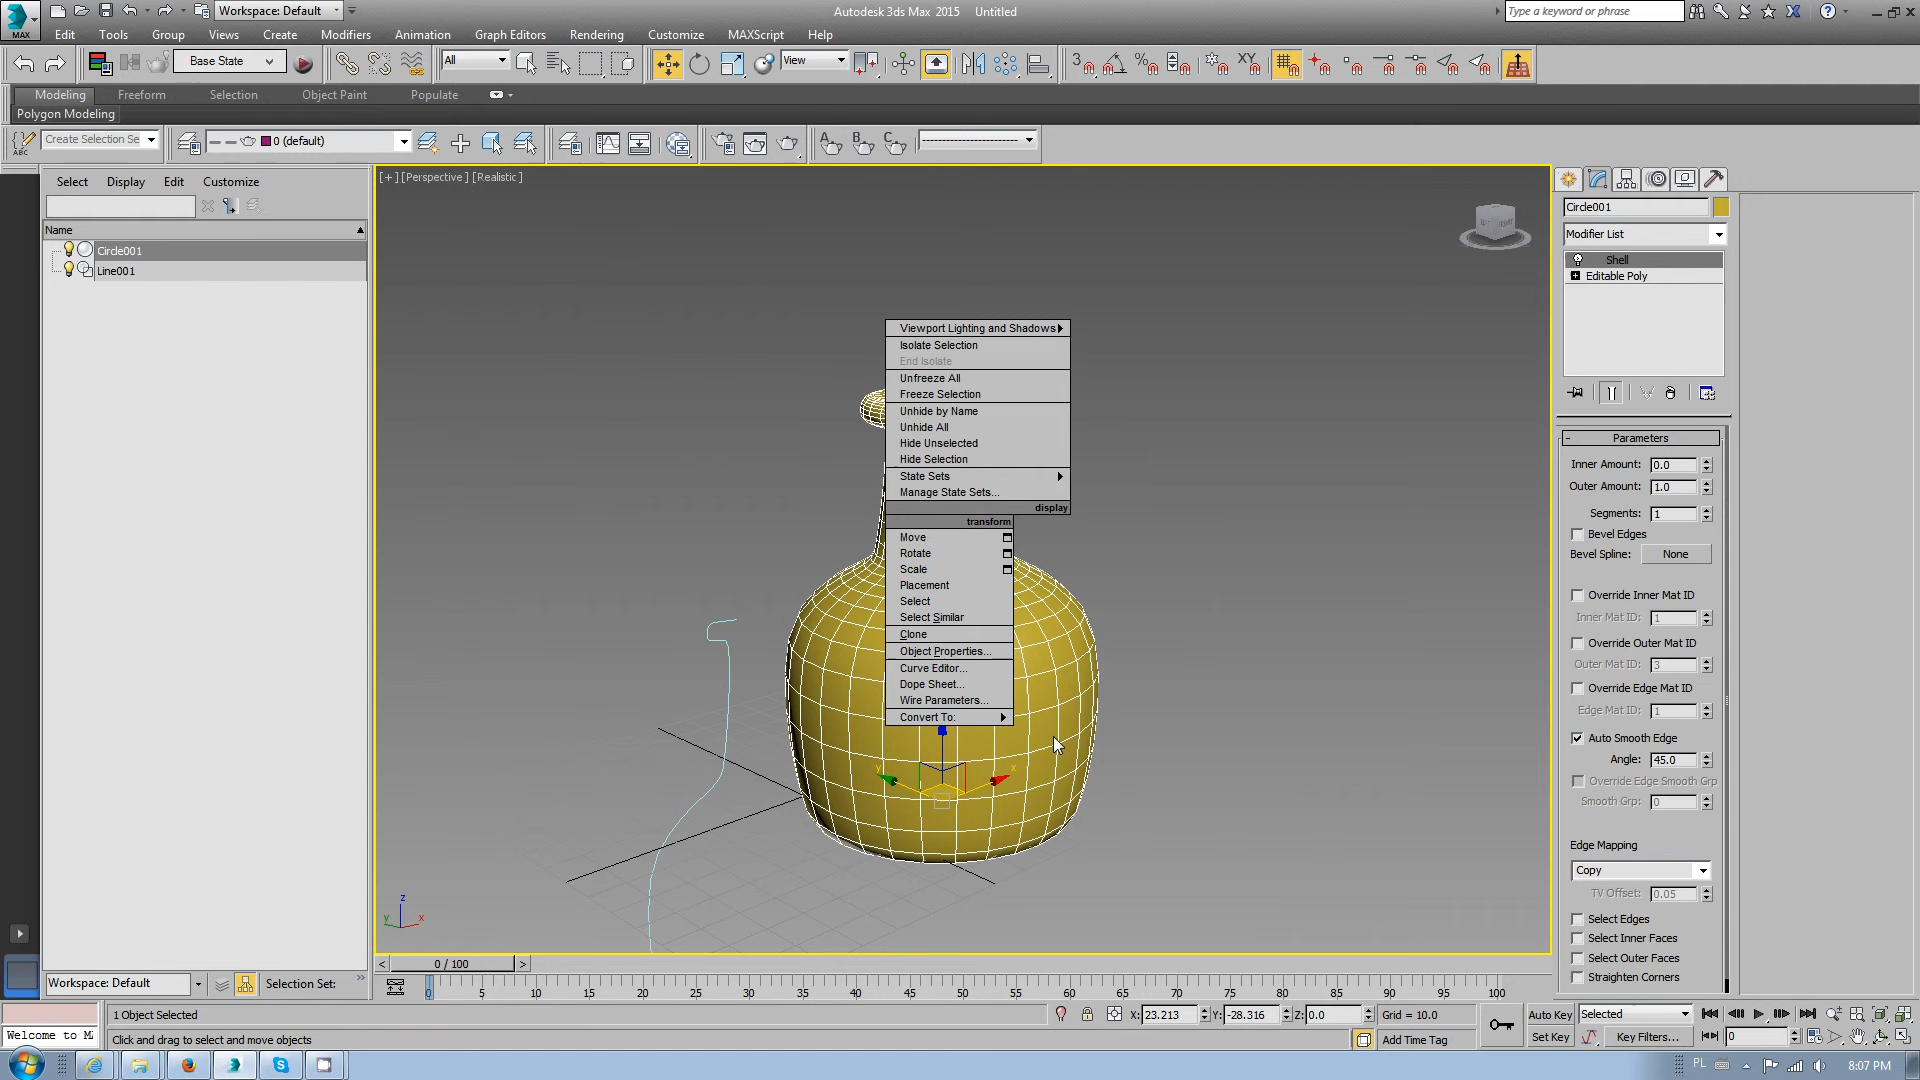 Workspace: Default
Autodesk 3ds Max 2015 Untitled
Type a keyword or phrase
MAX
Edit Tools Group Views Create Modifiers Animation Graph Editors Rendering Customize MAXScript Help
Base State
All
View
3
%
XY
Modeling Freeform Selection Object Paint Populate
Polygon Modeling
ABC
Create Selection Se
0 (default)
A B C
Select Display Edit Customize
Name
Circle001
Line001
Workspace: Default
Selection Set:
[+] [Perspective] [Realistic]
Viewport Lighting and Shadows
Isolate Selection
End Isolate
Unfreeze All
Freeze Selection
Unhide by Name
Unhide All
Hide Unselected
Hide Selection
State Sets
Manage State Sets...
display
transform
Move
Rotate
Scale
Placement
Select
Select Similar
Clone
Object Properties...
Curve Editor...
Dope Sheet...
Wire Parameters...
Convert To:
y x
z
y x
Circle001
Modifier List
Shell
Editable Poly
- Parameters
Inner Amount: 0.0
Outer Amount: 1.0
Segments: 1
Bevel Edges
Bevel Spline: None
Override Inner Mat ID
Inner Mat ID: 1
Override Outer Mat ID
Outer Mat ID: 3
Override Edge Mat ID
Edge Mat ID: 1
Auto Smooth Edge
Angle: 45.0
Override Edge Smooth Grp
Smooth Grp: 0
Edge Mapping
Copy
TV Offset: 0.05
Select Edges
Select Inner Faces
Select Outer Faces
Straighten Corners
< 0 / 100 >
0 5 10 15 20 25 30 35 40 45 50 55 60 65 70 75 80 85 90 95 100
1 Object Selected
X: 23.213 Y: -28.316 Z: 0.0 Grid = 10.0
Auto Key Selected
Welcome to M
Click and drag to select and move objects
Add Time Tag
Set Key Key Filters...
0
PL
8:07 PM